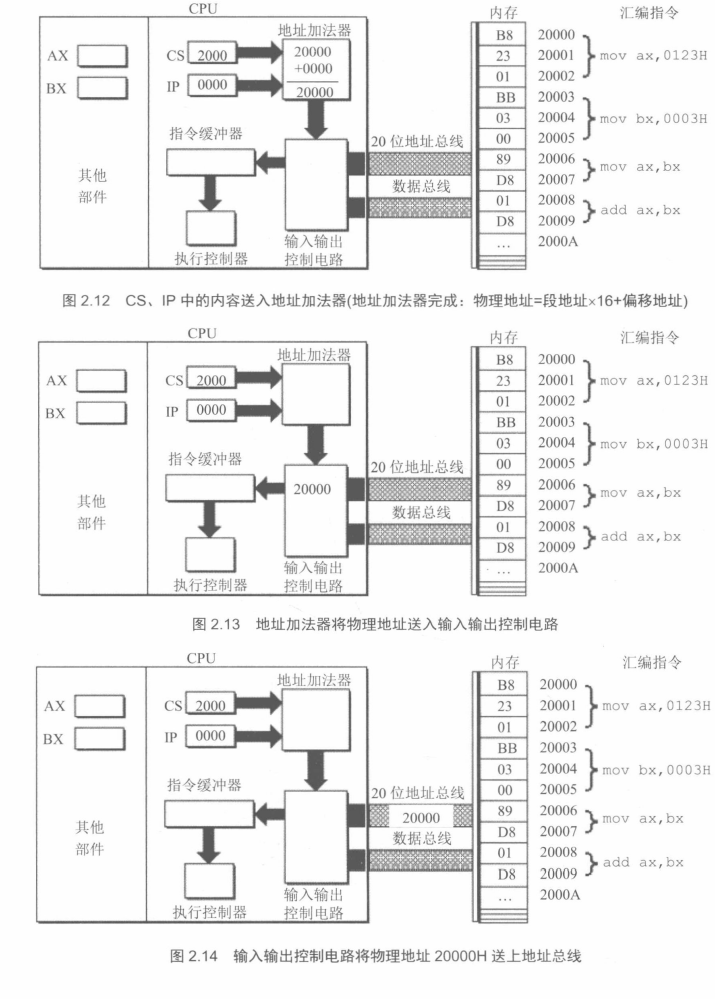 CPU
内存 汇编指令
地址加法器
AX CS 2000 20000
+0000
20000
BX IP 0000
指令缓冲器
20 位地址总线
数据总线
其他
部件
执行控制器
输入输出
控制电路
B8 20000
23 20001 mov ax,0123H
01 20002
BB 20003
03 20004 mov bx,0003H
00 20005
89 20006 mov ax,bx
D8 20007
01 20008 add ax,bx
D8 20009
... 2000A
图 2.12 CS、IP 中的内容送入地址加法器(地址加法器完成：物理地址=段地址×16+偏移地址)
CPU
内存 汇编指令
地址加法器
AX CS 2000
BX IP 0000
指令缓冲器
20000
20 位地址总线
数据总线
其他
部件
执行控制器
输入输出
控制电路
B8 20000
23 20001 mov ax,0123H
01 20002
BB 20003
03 20004 mov bx,0003H
00 20005
89 20006 mov ax,bx
D8 20007
01 20008 add ax,bx
D8 20009
... 2000A
图 2.13 地址加法器将物理地址送入输入输出控制电路
CPU
内存 汇编指令
地址加法器
AX CS 2000
BX IP 0000
指令缓冲器
20 位地址总线
20000
数据总线
其他
部件
执行控制器
输入输出
控制电路
B8 20000
23 20001 mov ax,0123H
01 20002
BB 20003
03 20004 mov bx,0003H
00 20005
89 20006 mov ax,bx
D8 20007
01 20008 add ax,bx
D8 20009
... 2000A
图 2.14 输入输出控制电路将物理地址 20000H 送上地址总线